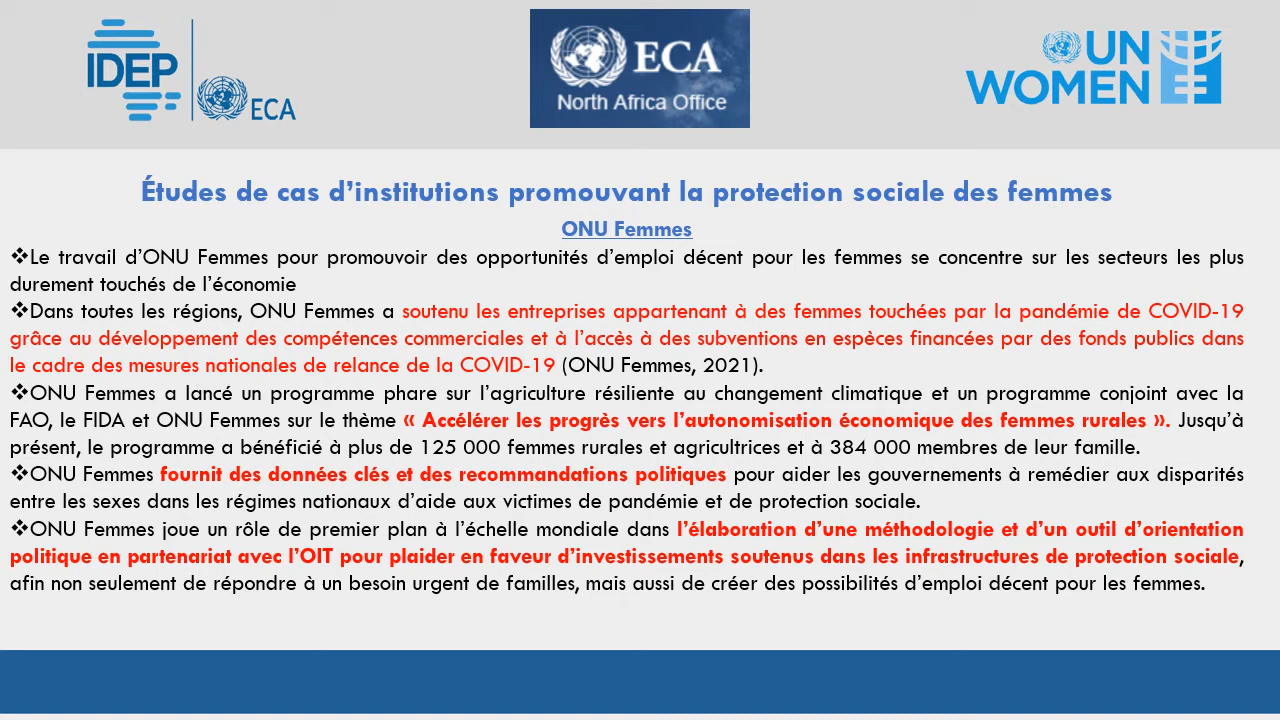 IDEP
ECA
ECA
North Africa Office
UN
WOMEN
Études de cas d’institutions promouvant la protection sociale des femmes
ONU Femmes
❖Le travail d’ONU Femmes pour promouvoir des opportunités d’emploi décent pour les femmes se concentre sur les secteurs les plus
durement touchés de l’économie
❖Dans toutes les régions, ONU Femmes a soutenu les entreprises appartenant à des femmes touchées par la pandémie de COVID-19
grâce au développement des compétences commerciales et à l’accès à des subventions en espèces financées par des fonds publics dans
le cadre des mesures nationales de relance de la COVID-19 (ONU Femmes, 2021).
❖ONU Femmes a lancé un programme phare sur l’agriculture résiliente au changement climatique et un programme conjoint avec la
FAO, le FIDA et ONU Femmes sur le thème « Accélérer les progrès vers l’autonomisation économique des femmes rurales ». Jusqu’à
présent, le programme a bénéficié à plus de 125 000 femmes rurales et agricultrices et à 384 000 membres de leur famille.
❖ONU Femmes fournit des données clés et des recommandations politiques pour aider les gouvernements à remédier aux disparités
entre les sexes dans les régimes nationaux d’aide aux victimes de pandémie et de protection sociale.
❖ONU Femmes joue un rôle de premier plan à l’échelle mondiale dans l’élaboration d’une méthodologie et d’un outil d’orientation
politique en partenariat avec l’OIT pour plaider en faveur d’investissements soutenus dans les infrastructures de protection sociale,
afin non seulement de répondre à un besoin urgent de familles, mais aussi de créer des possibilités d’emploi décent pour les femmes.